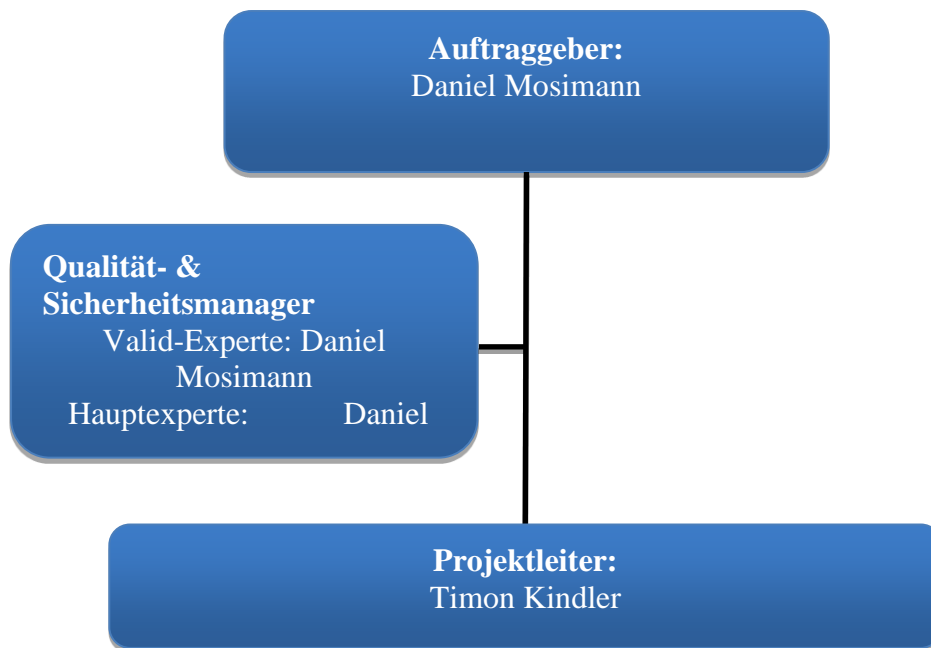 Auftraggeber:
Daniel Mosimann
Qualität- &
Sicherheitsmanager
Valid-Experte: Daniel
Mosimann
Hauptexperte: Daniel
Projektleiter:
Timon Kindler